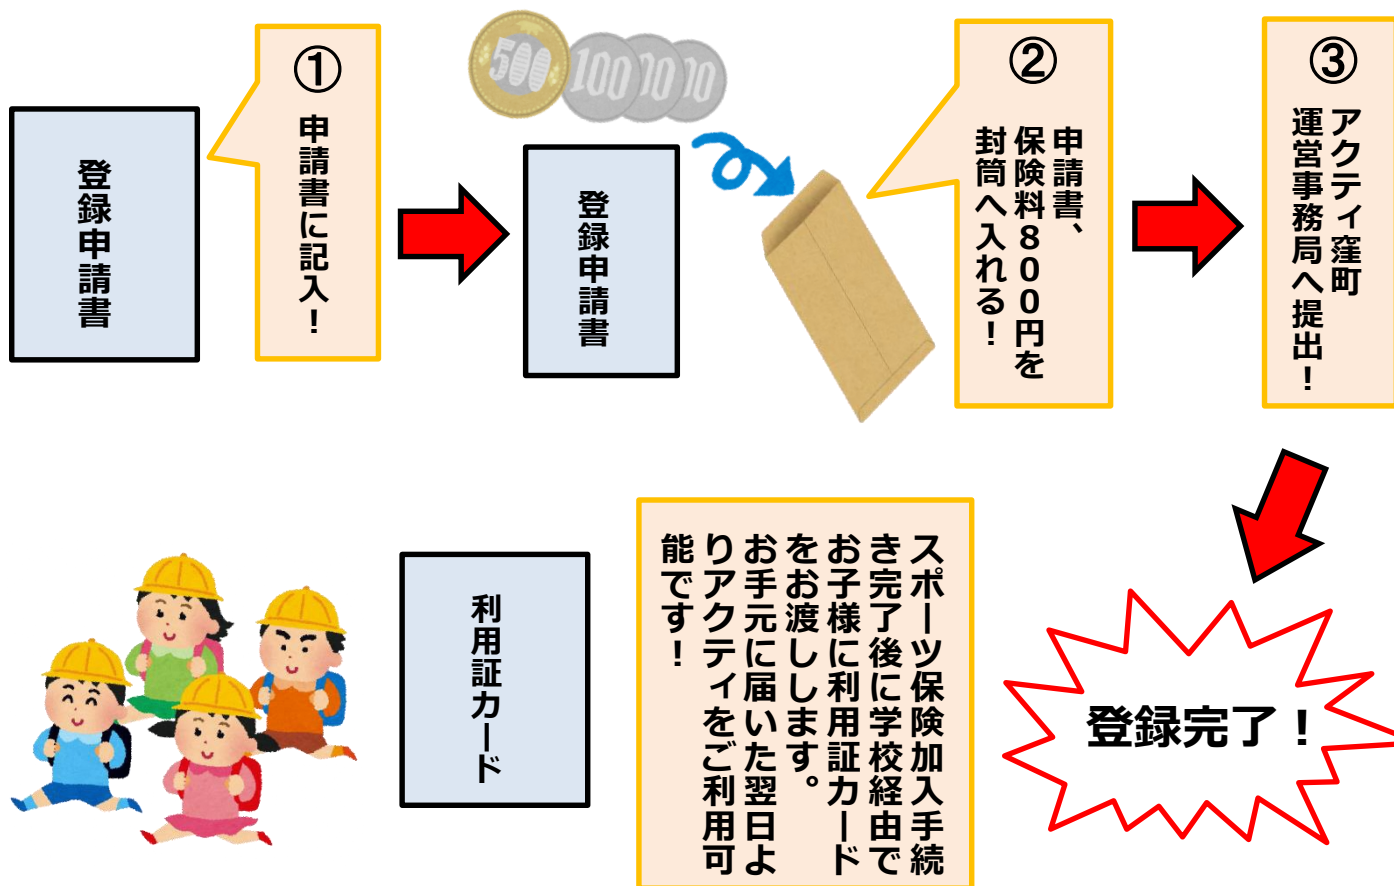 登録申請書
①
申請書に記入！
500
100
10
10
登録申請書
②
申請書、
保険料８００円を
封筒へ入れる！
③
アクティ窪町
運営事務局へ提出！
登録完了！
スポーツ保険加入手続
き完了後に学校経由で
お子様に利用証カード
をお渡しします。
お手元に届いた翌日よ
りアクティをご利用可
能です！
利用証カード